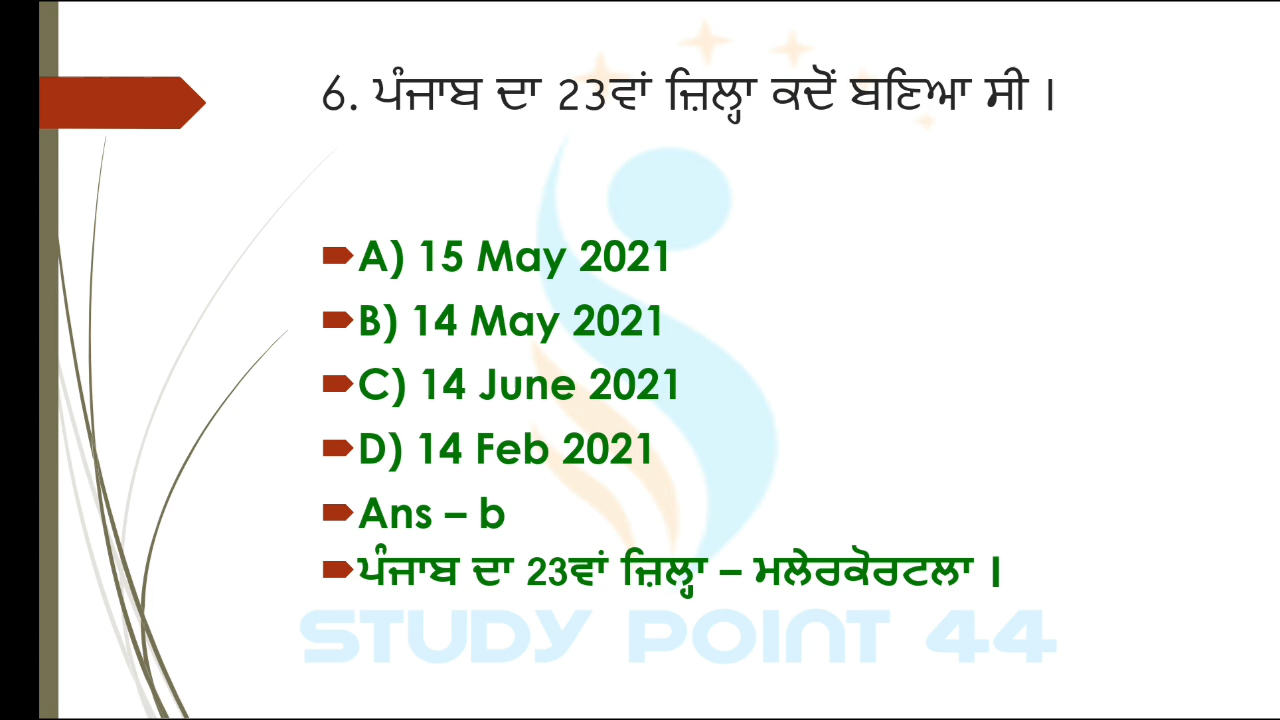 6. ਪੰਜਾਬ ਦਾ 23ਵਾਂ ਜ਼ਿਲ੍ਹਾ ਕਦੋਂ ਬਣਿਆ ਸੀ ।
A) 15 May 2021
B) 14 May 2021
C) 14 June 2021
D) 14 Feb 2021
Ans – b
ਪੰਜਾਬ ਦਾ 23ਵਾਂ ਜ਼ਿਲ੍ਹਾ – ਮਲੇਰਕੋਰਟਲਾ ।
STUDY POINT 44